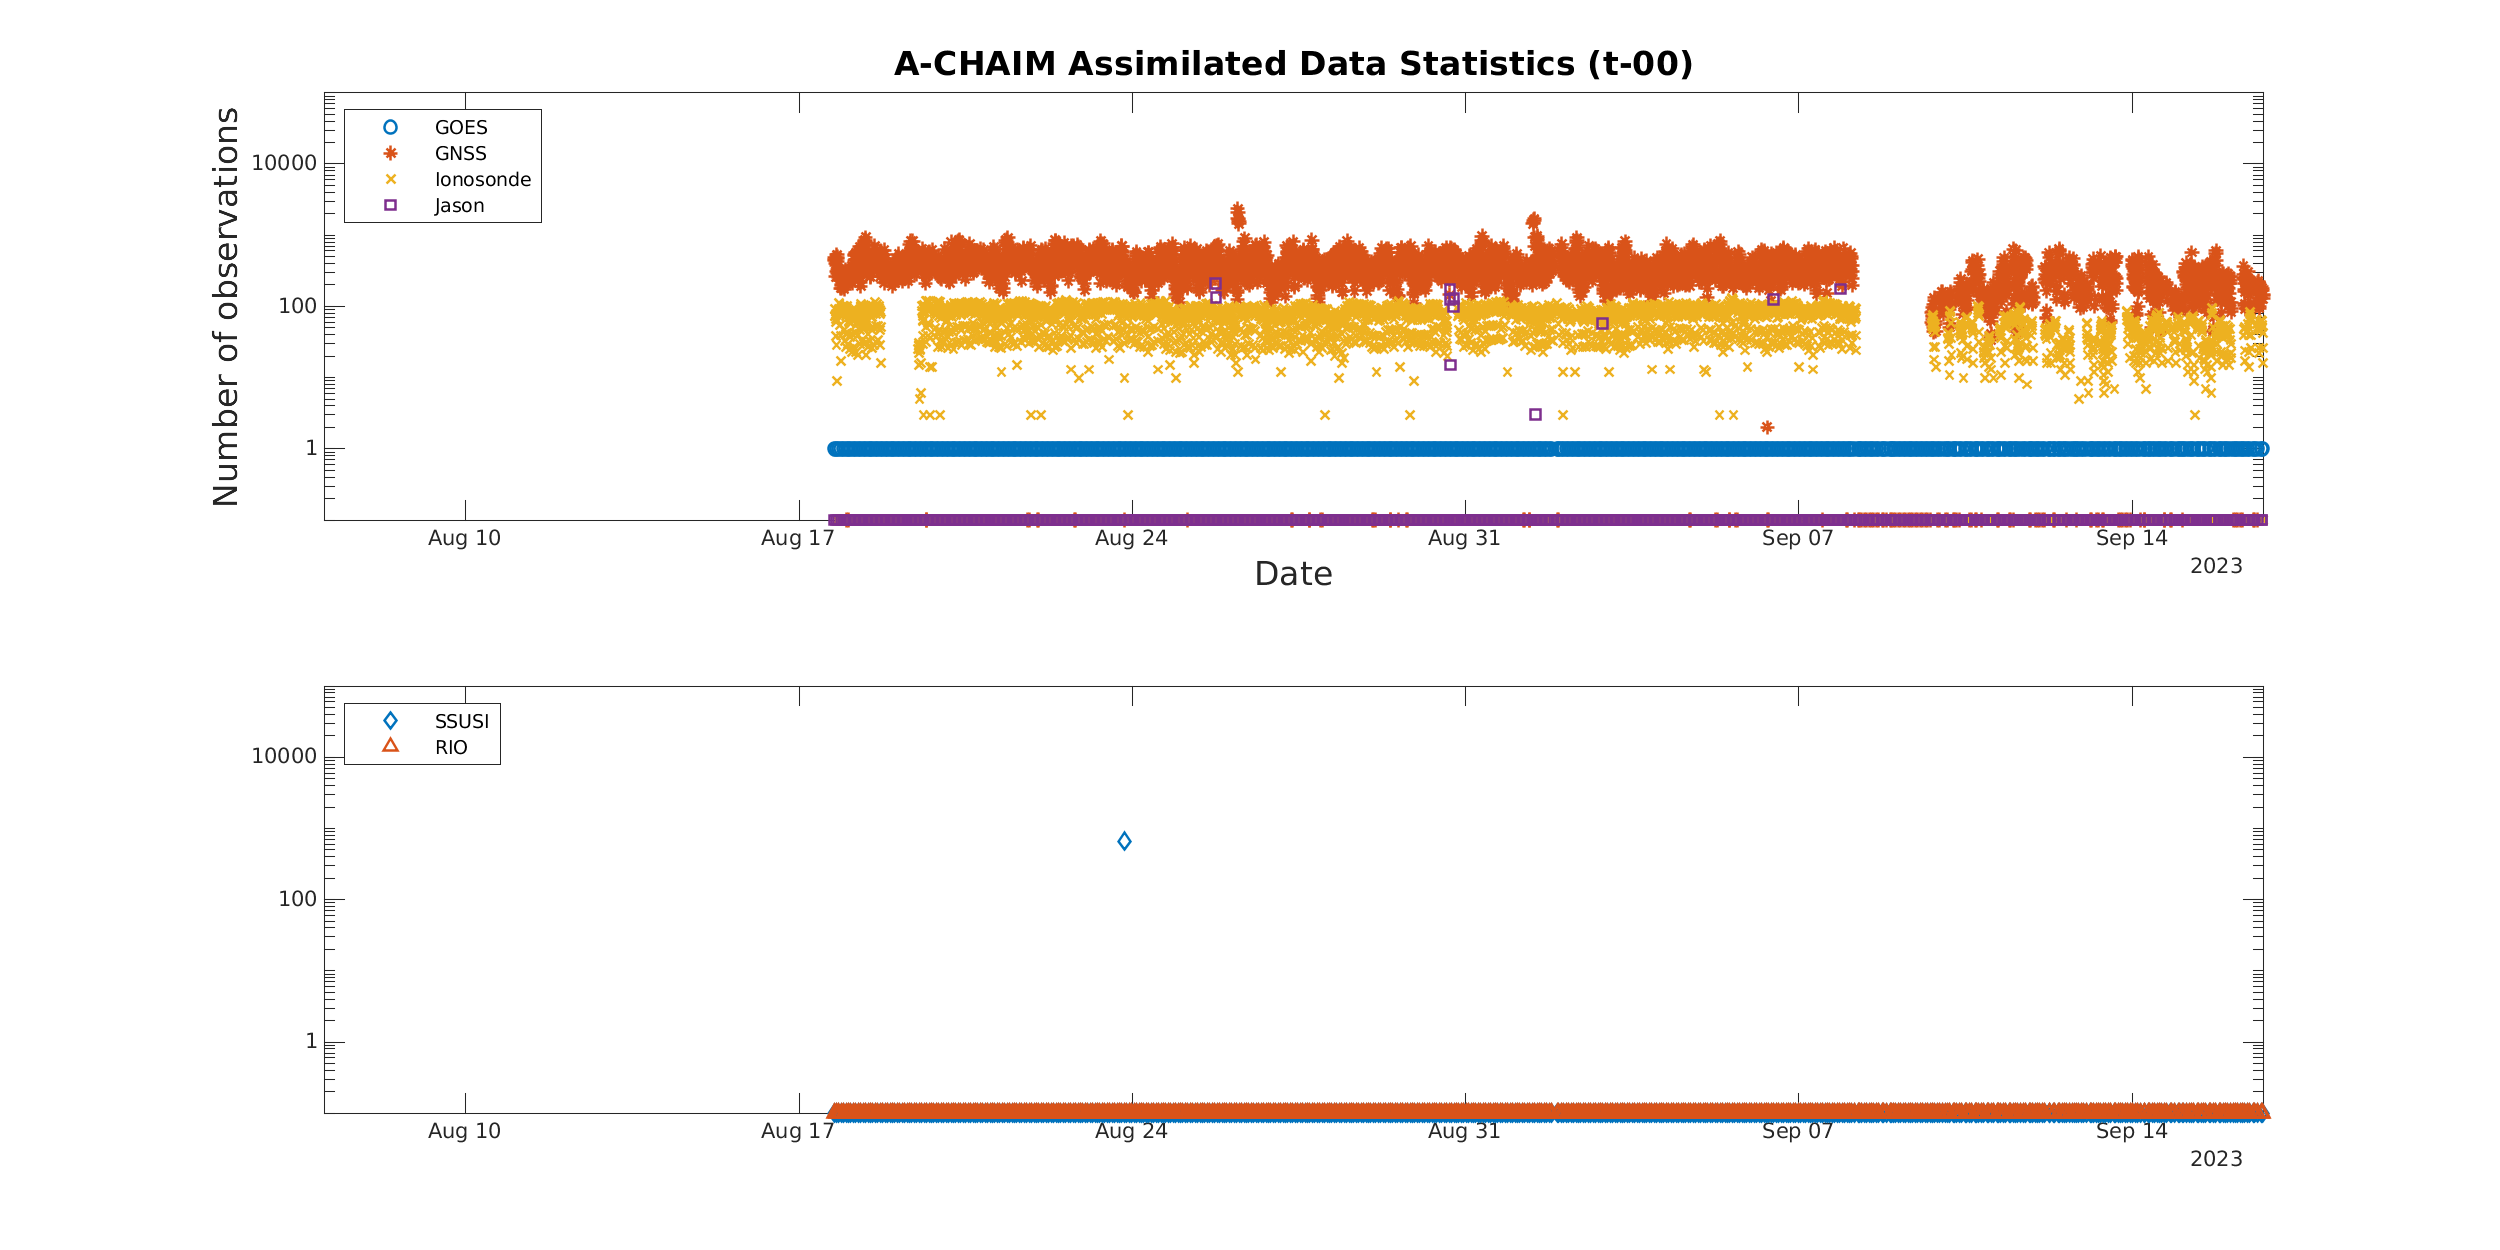 A-CHAIM Assimilated Data Statistics (t-00)
Number of observations
10000
100
1
GOES
GNSS
Ionosonde
Jason
Aug 10
Aug 17
Aug 24
Aug 31
Sep 07
Sep 14
2023
Date
10000
100
1
SSUSI
RIO
Aug 10
Aug 17
Aug 24
Aug 31
Sep 07
Sep 14
2023